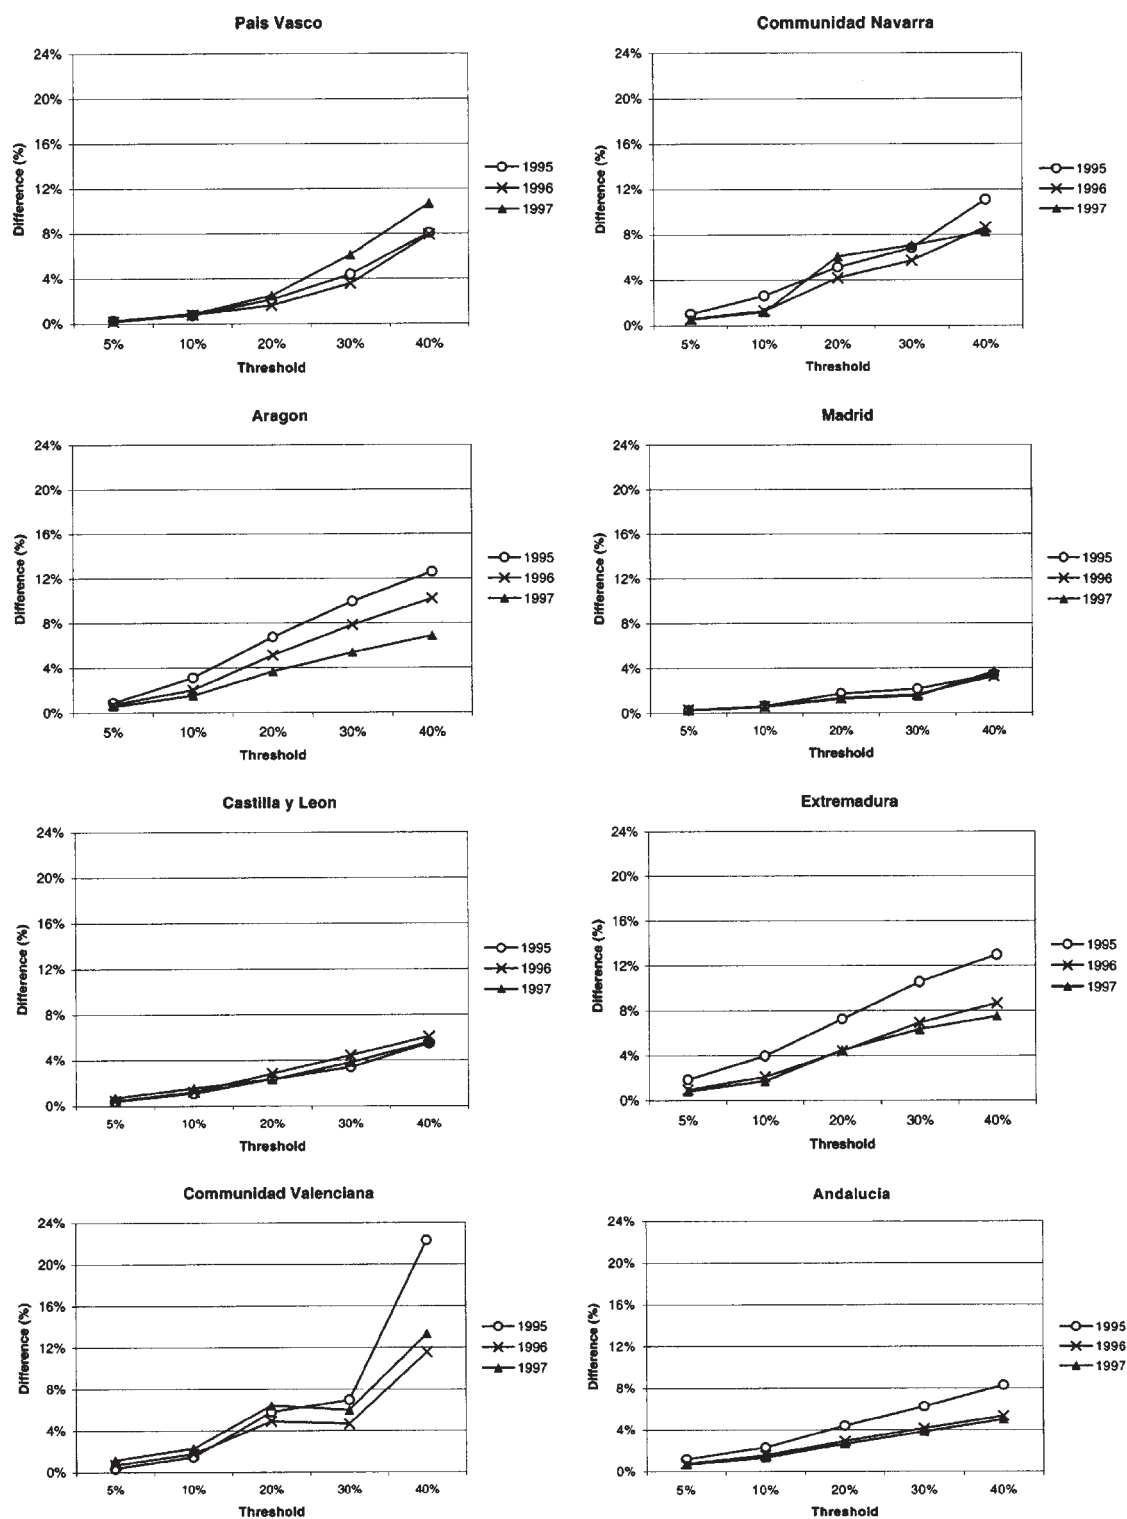 Pais Vasco
24%
20%
16%
12%
8%
4%
0%
Difference (%)
5% 10% 20% 30% 40%
Threshold
1995
1996
1997
Communidad Navarra
24%
20%
16%
12%
8%
4%
0%
Difference (%)
5% 10% 20% 30% 40%
Threshold
1995
1996
1997
Aragon
24%
20%
16%
12%
8%
4%
0%
Difference (%)
5% 10% 20% 30% 40%
Threshold
1995
1996
1997
Madrid
24%
20%
16%
12%
8%
4%
0%
Difference (%)
5% 10% 20% 30% 40%
Threshold
1995
1996
1997
Castilla y Leon
24%
20%
16%
12%
8%
4%
0%
Difference (%)
5% 10% 20% 30% 40%
Threshold
1995
1996
1997
Extremadura
24%
20%
16%
12%
8%
4%
0%
Difference (%)
5% 10% 20% 30% 40%
Threshold
1995
1996
1997
Communidad Valenciana
24%
20%
16%
12%
8%
4%
0%
Difference (%)
5% 10% 20% 30% 40%
Threshold
1995
1996
1997
Andalucia
24%
20%
16%
12%
8%
4%
0%
Difference (%)
5% 10% 20% 30% 40%
Threshold
1995
1996
1997